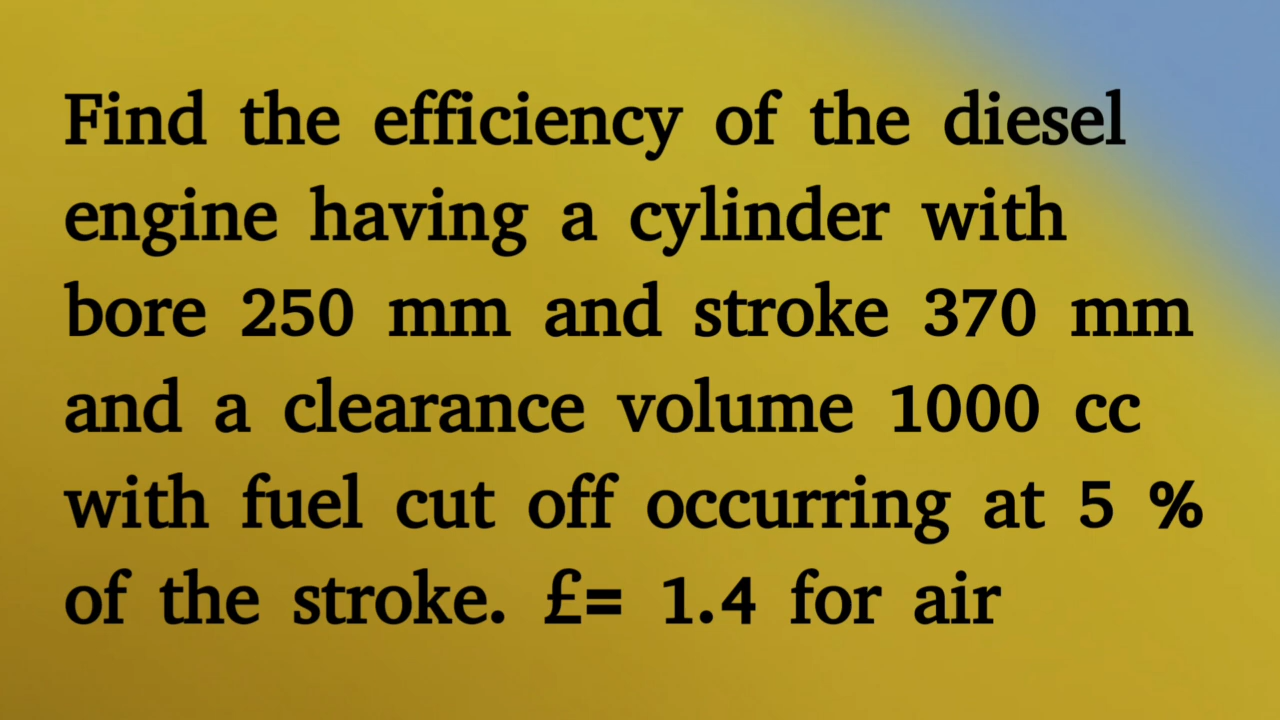 Find the efficiency of the diesel
engine having a cylinder with
bore 250 mm and stroke 370 mm
and a clearance volume 1000 cc
with fuel cut off occurring at 5 %
of the stroke. £= 1.4 for air